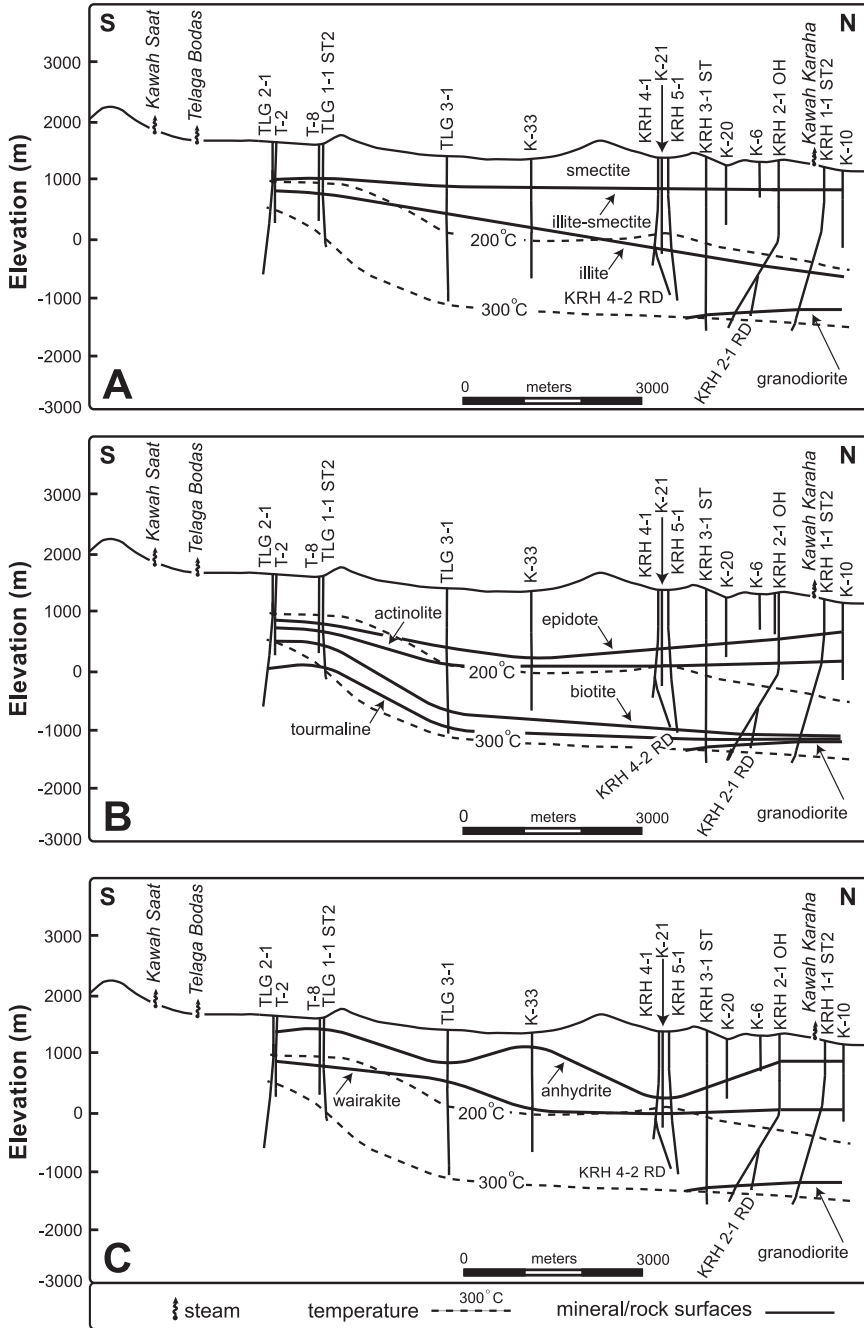 S
N
Kawah Saat
Telaga Bodas
TLG 2-1
T-2
T-8
TLG 1-1 ST2
TLG 3-1
K-33
KRH 4-1
K-21
KRH 5-1
KRH 3-1 ST
K-20
K-6
KRH 2-1 OH
Kawah Karaha
KRH 1-1 ST2
K-10
Elevation (m)
3000
2000
1000
0
-1000
-2000
-3000
smectite
illite-smectite
200°C
illite
KRH 4-2 RD
300°C
KRH 2-1 RD
granodiorite
0 meters 3000
A
S
N
Kawah Saat
Telaga Bodas
TLG 2-1
T-2
T-8
TLG 1-1 ST2
TLG 3-1
K-33
KRH 4-1
K-21
KRH 5-1
KRH 3-1 ST
K-20
K-6
KRH 2-1 OH
Kawah Karaha
KRH 1-1 ST2
K-10
Elevation (m)
3000
2000
1000
0
-1000
-2000
-3000
actinolite
epidote
200°C
biotite
tourmaline
300°C
KRH 4-2 RD
KRH 2-1 RD
granodiorite
0 meters 3000
B
S
N
Kawah Saat
Telaga Bodas
TLG 2-1
T-2
T-8
TLG 1-1 ST2
TLG 3-1
K-33
KRH 4-1
K-21
KRH 5-1
KRH 3-1 ST
K-20
K-6
KRH 2-1 OH
Kawah Karaha
KRH 1-1 ST2
K-10
Elevation (m)
3000
2000
1000
0
-1000
-2000
-3000
wairakite
anhydrite
200°C
300°C
KRH 4-2 RD
KRH 2-1 RD
granodiorite
0 meters 3000
C
steam
temperature 300°C
mineral/rock surfaces